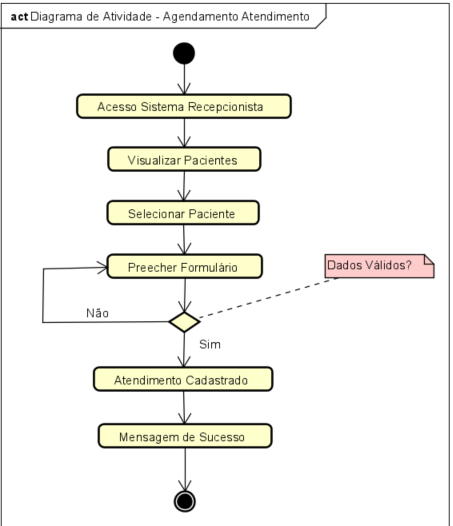 act Diagrama de Atividade - Agendamento Atendimento
Acesso Sistema Recepcionista
Visualizar Pacientes
Selecionar Paciente
Preecher Formulário
Dados Válidos?
Não
Sim
Atendimento Cadastrado
Mensagem de Sucesso